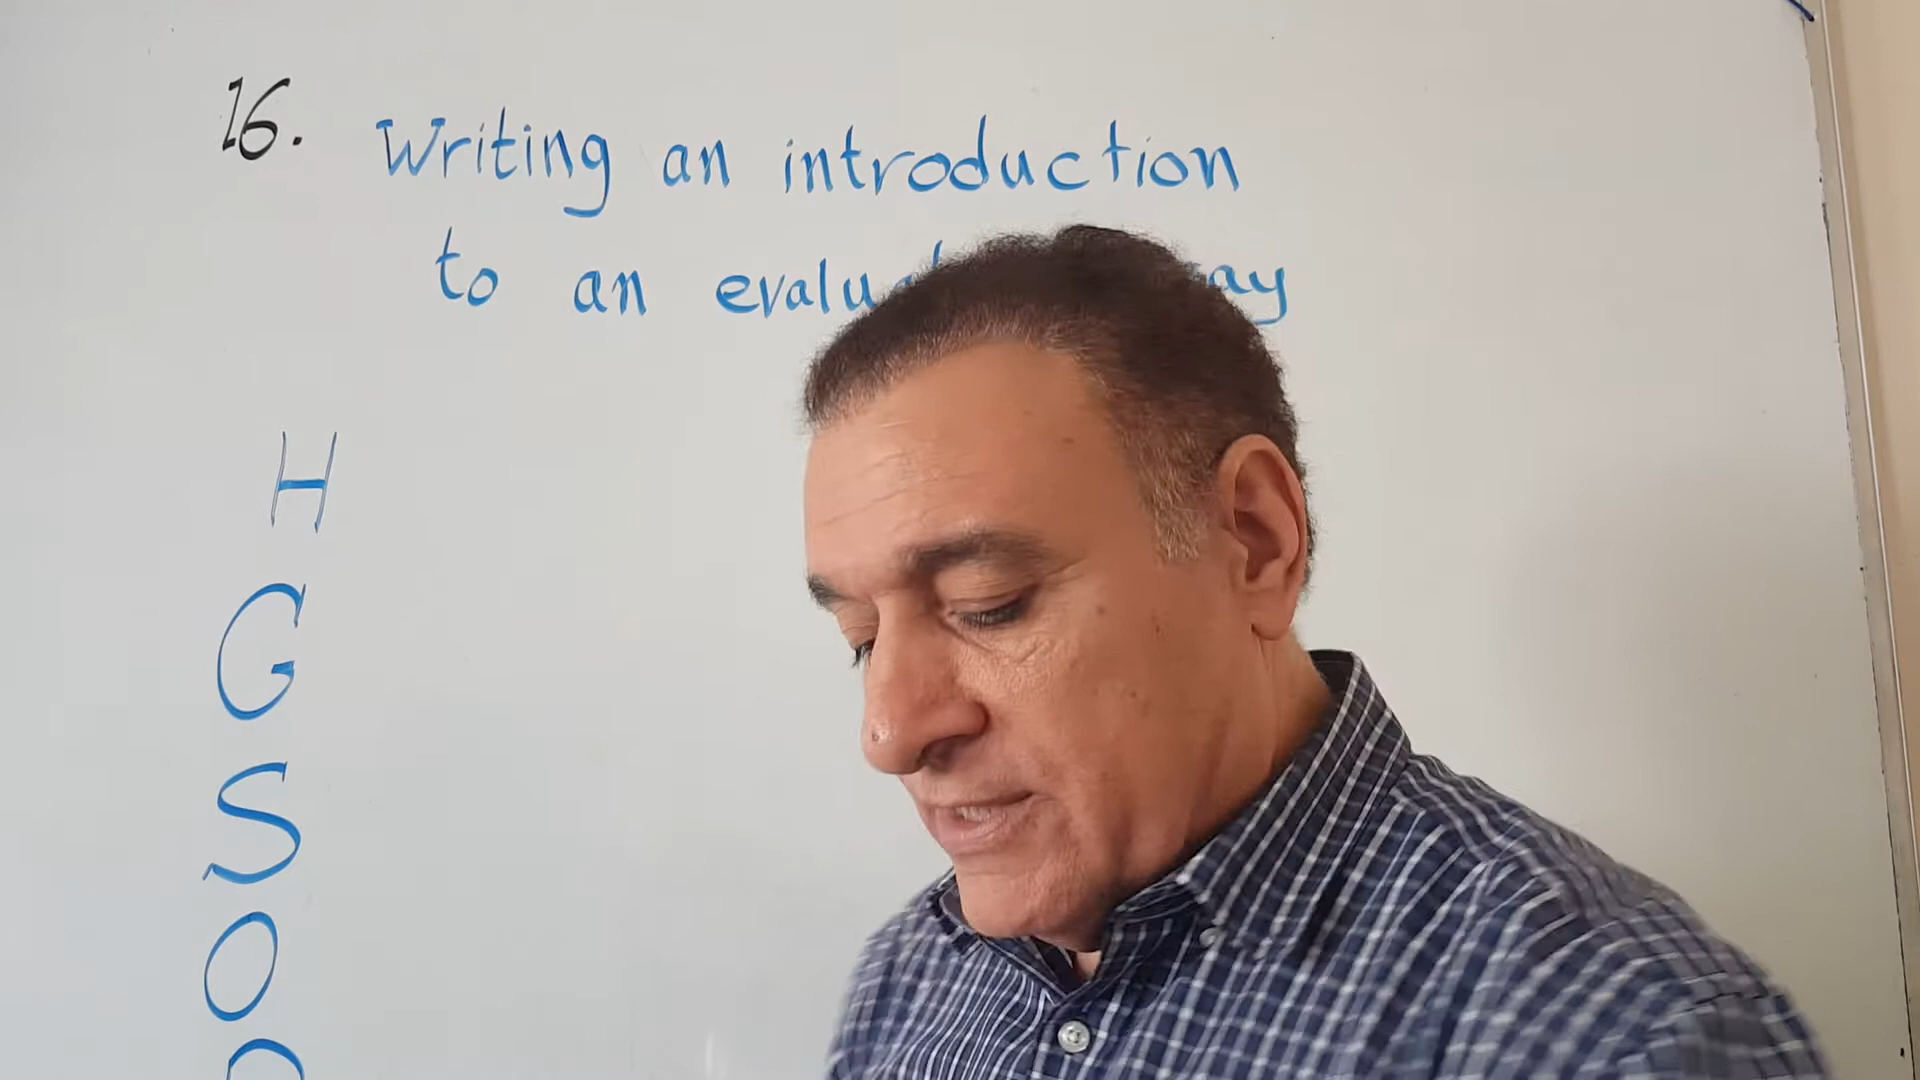 16. Writing an introduction
to an
H
G
S
O